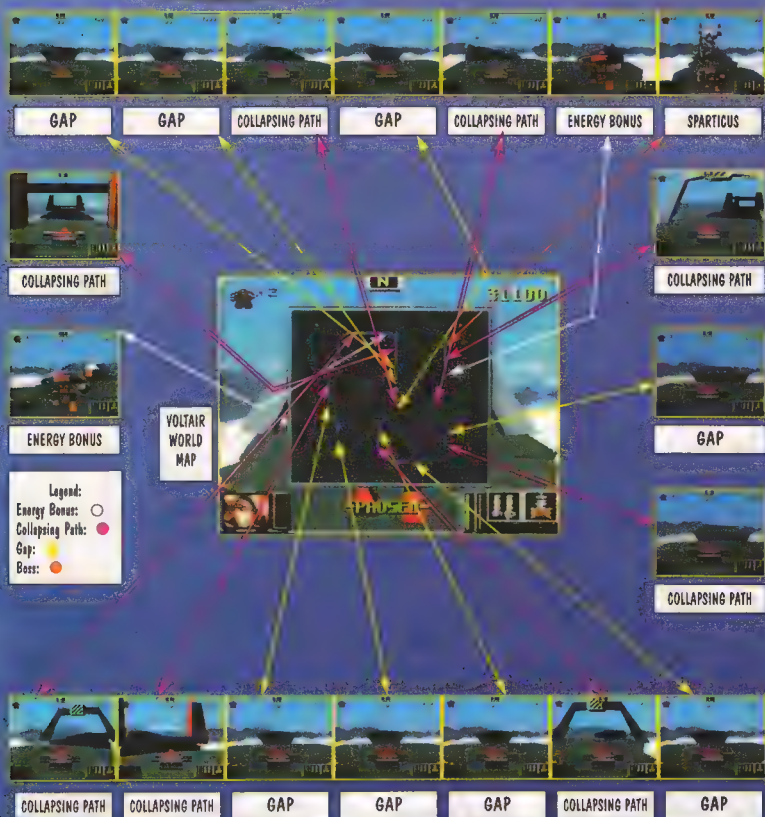 GAP
GAP
COLLAPSING PATH
GAP
COLLAPSING PATH
ENERGY BONUS
SPARTICUS
COLLAPSING PATH
COLLAPSING PATH
N
31100
ENERGY BONUS
VOLTAIR
WORLD
MAP
GAP
Legend:
Energy Bonus:
Collapsing Path:
Gap:
Boss:
COLLAPSING PATH
COLLAPSING PATH
COLLAPSING PATH
GAP
GAP
GAP
COLLAPSING PATH
GAP